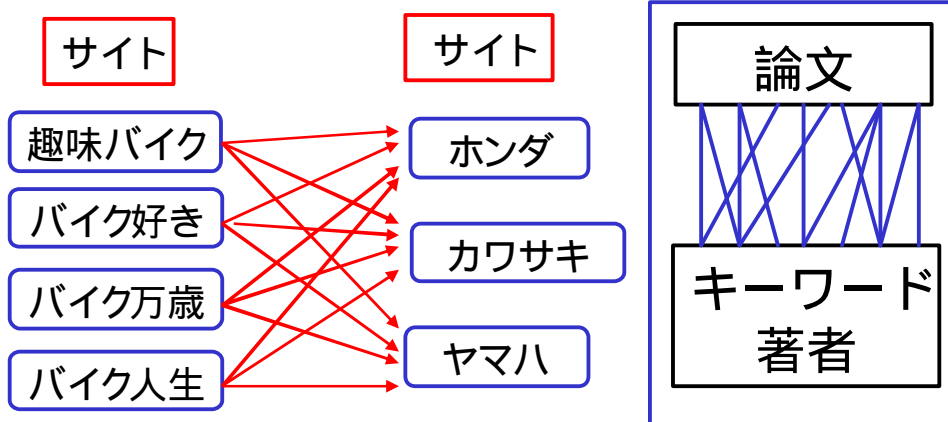 サイト
サイト
趣味バイク
バイク好き
バイク万歳
バイク人生
ホンダ
カワサキ
ヤマハ
論文
キーワード
著者